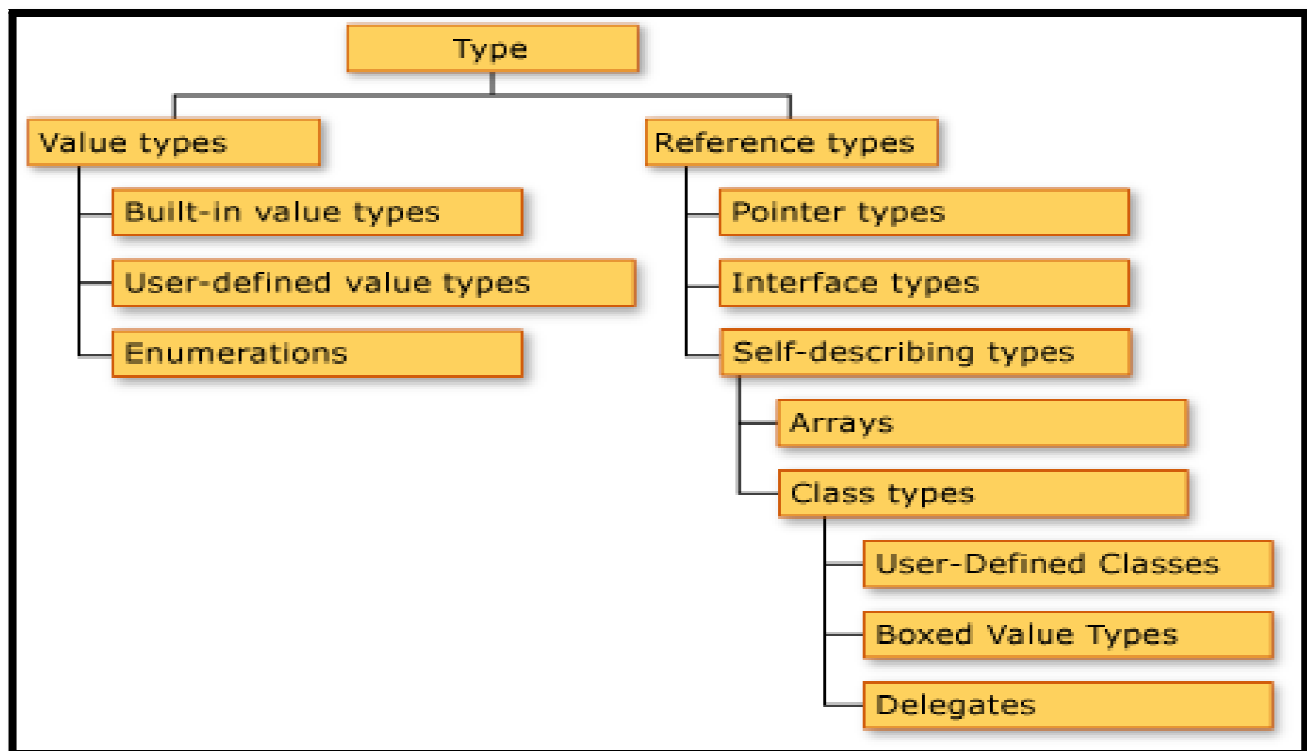 Type
Value types
Built-in value types
User-defined value types
Enumerations
Reference types
Pointer types
Interface types
Self-describing types
Arrays
Class types
User-Defined Classes
Boxed Value Types
Delegates